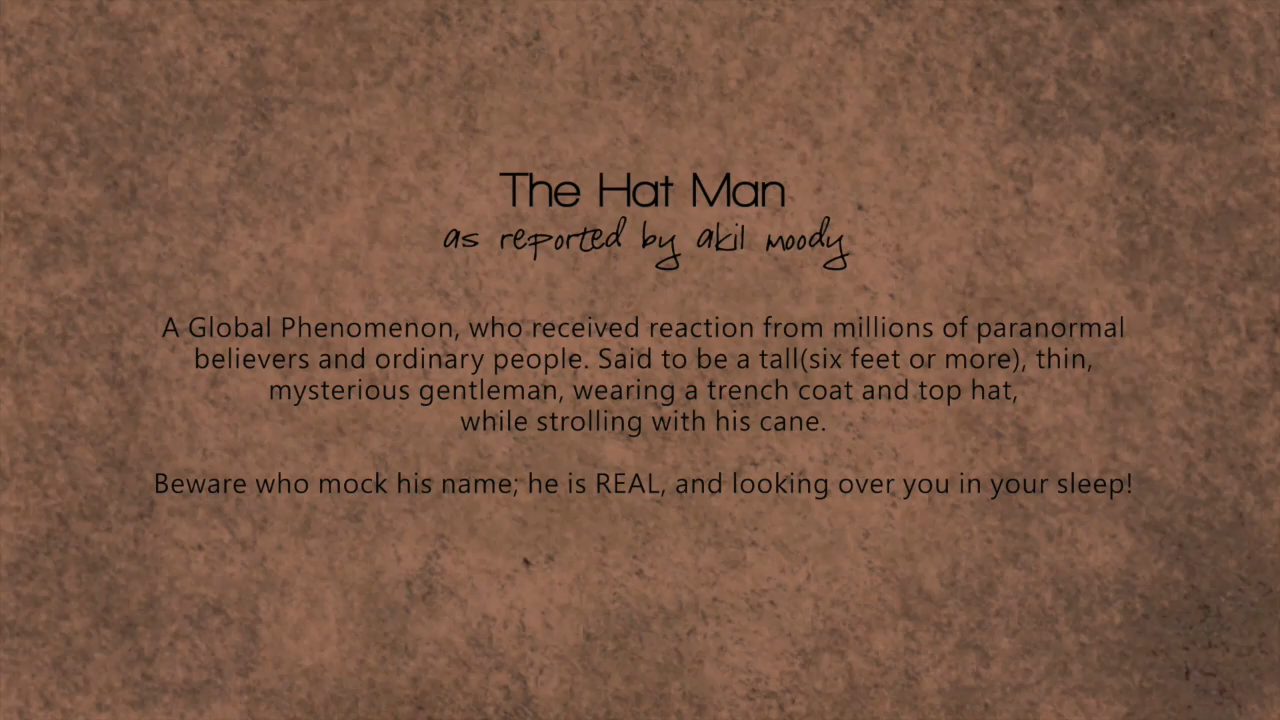 The Hat Man
as reported by akil moody
A Global Phenomenon, who received reaction from millions of paranormal
believers and ordinary people. Said to be a tall(six feet or more), thin,
mysterious gentleman, wearing a trench coat and top hat,
while strolling with his cane.
Beware who mock his name; he is REAL, and looking over you in your sleep!